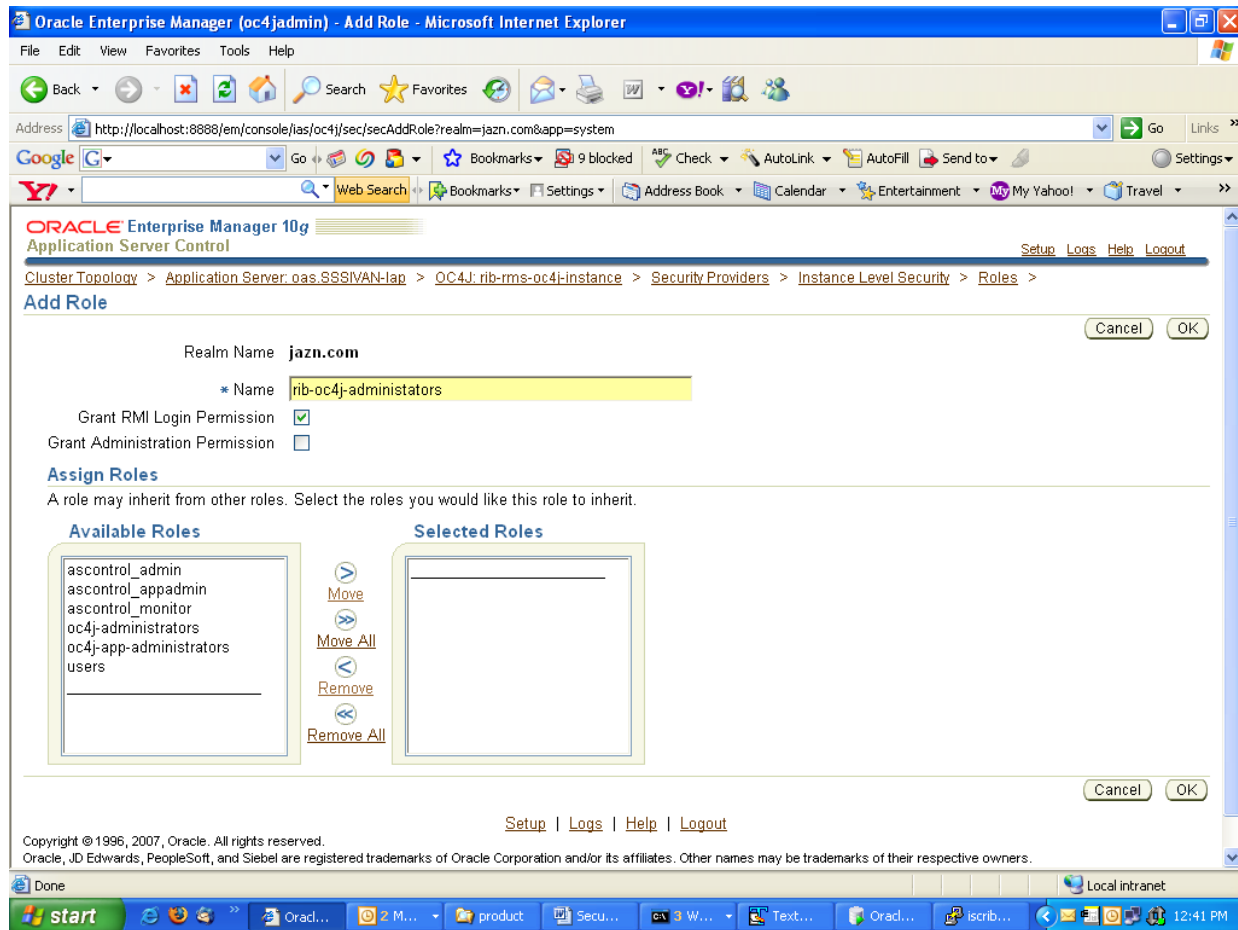 Oracle Enterprise Manager (oc4jadmin) - Add Role - Microsoft Internet Explorer
File Edit View Favorites Tools Help
Back Search Favorites
Address http://localhost:8888/em/console/ias/oc4j/sec/secAddRole?realm=jazn.com&app=system Go Links »
Google G Go Bookmarks 9 blocked ABC Check AutoLink AutoFill Send to Settings
Y! Web Search Bookmarks Settings Address Book Calendar Entertainment My Yahoo! Travel »
ORACLE Enterprise Manager 10g
Application Server Control
Setup Logs Help Logout
Cluster Topology > Application Server: oas.SSSIVAN-lap > OC4J: rib-rms-oc4j-instance > Security Providers > Instance Level Security > Roles >
Add Role
Cancel OK
Realm Name jazn.com
* Name rib-oc4j-administators
Grant RMI Login Permission
Grant Administration Permission
Assign Roles
A role may inherit from other roles. Select the roles you would like this role to inherit.
Available Roles Selected Roles
ascontrol_admin
ascontrol_appadmin
ascontrol_monitor
oc4j-administrators
oc4j-app-administrators
users
Move
Move All
Remove
Remove All
Cancel OK
Setup | Logs | Help | Logout
Copyright © 1996, 2007, Oracle. All rights reserved.
Oracle, JD Edwards, PeopleSoft, and Siebel are registered trademarks of Oracle Corporation and/or its affiliates. Other names may be trademarks of their respective owners.
Done Local intranet
start » Oracl... 2 M... product Secu... 3 W... Text... Oracl... iscrib... 12:41 PM